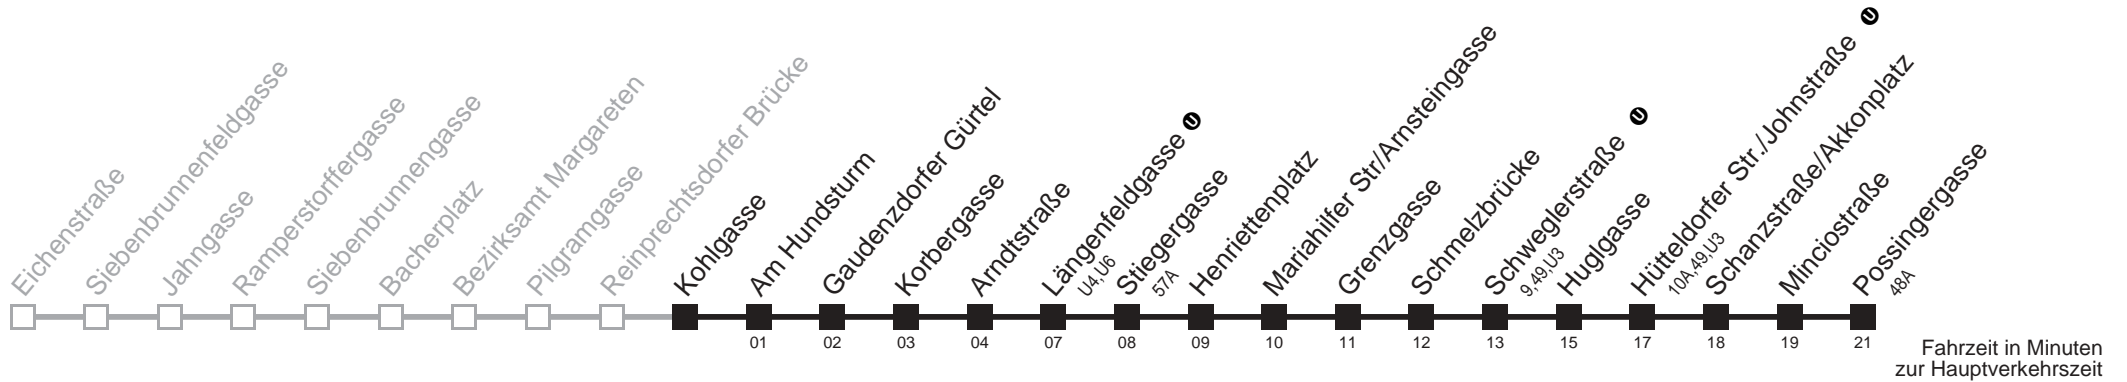 Eichenstraße
Siebenbrunnenfeldgasse
Jahngasse
Ramperstoffergasse
Siebenbrunnengasse
Bacherplatz
Bezirksamt Margareten
Pilgramgasse
Reinprechtsdorfer Brücke
Kohlgasse
Am Hundsturm
Gaudenzdorfer Gürtel
Korbergasse
Arndtstraße
Längenfeldgasse U
U4,U6
Stiegergasse
57A
Henriettenplatz
Mariahilfer Str/Arnsteingasse
Grenzgasse
Schmelzbrücke
Schweglerstraße U
9,49,U3
Huglgasse
Hütteldorfer Str./Johnstraße U
10A,49,U3
Schanzstraße/Akkonplatz
Minciostraße
Possingergasse
48A
01 02 03 04 07 08 09 10 11 12 13 15 17 18 19 21
Fahrzeit in Minuten
zur Hauptverkehrszeit